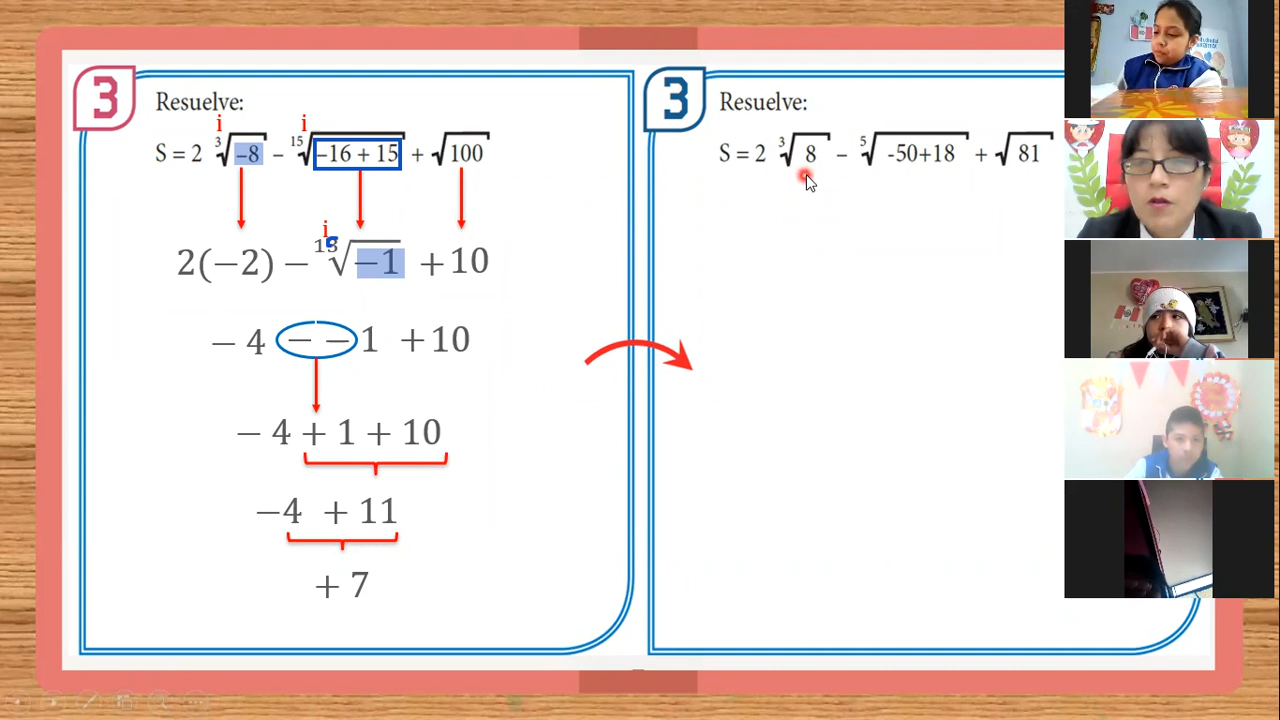 3
Resuelve:
i i
S = 2 ∛–8 – ¹⁵√–16 + 15 + √100
i
2(−2) − ¹⁵√−1 + 10
− 4 − − 1 + 10
− 4 + 1 + 10
−4 + 11
+ 7
3
Resuelve:
S = 2 ∛8 – ⁵√-50+18 + √81